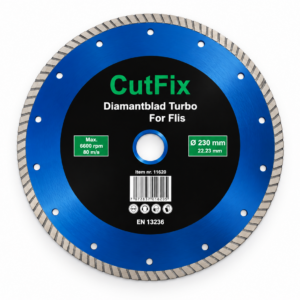 CutFix
Diamantblad Turbo
For Flis
Max.
6600 rpm
80 m/s
Ø 230 mm
22,23 mm
Item nr. 11620
EN 13236